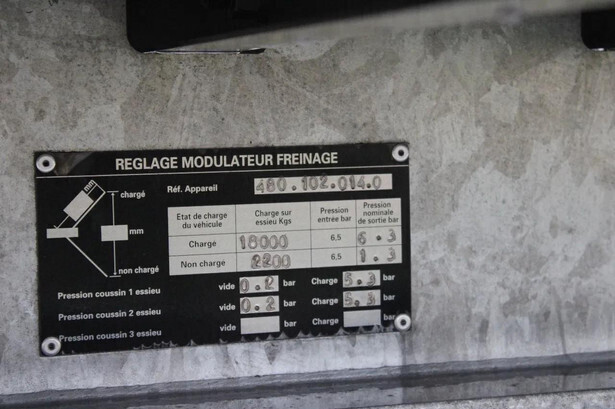 REGLAGE MODULATEUR FREINAGE
mm
chargé
mm
non chargé
Réf. Appareil 480.102.014.0
Etat de charge du véhicule Charge sur essieu Kgs Pression entrée bar Pression nominale de sortie bar
Chargé 18000 6,5 6.3
Non chargé 2200 6,5 1.3
Pression coussin 1 essieu vide 0.2 bar Charge 5.3 bar
Pression coussin 2 essieu vide 0.2 bar Charge 5.3 bar
Pression coussin 3 essieu vide bar Charge bar